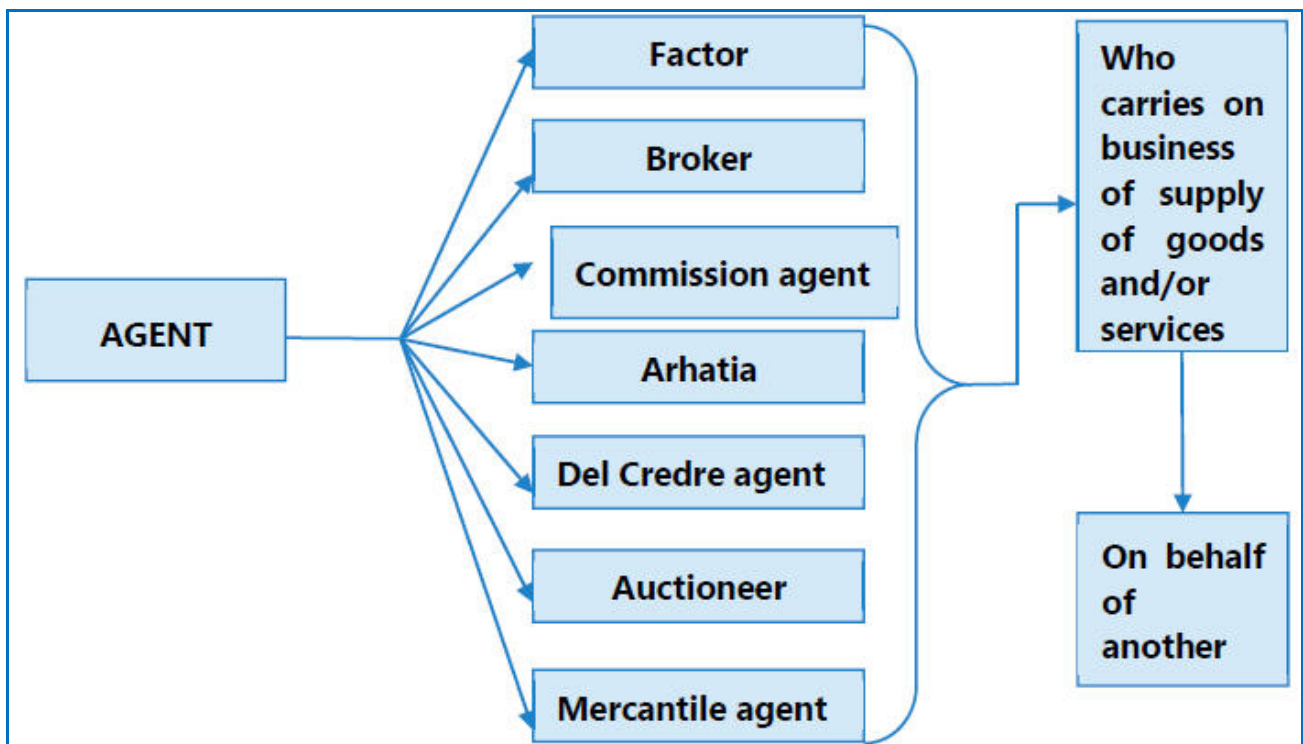 AGENT
Factor
Broker
Commission agent
Arhatia
Del Credre agent
Auctioneer
Mercantile agent
Who
carries on
business
of supply
of goods
and/or
services
On behalf
of
another